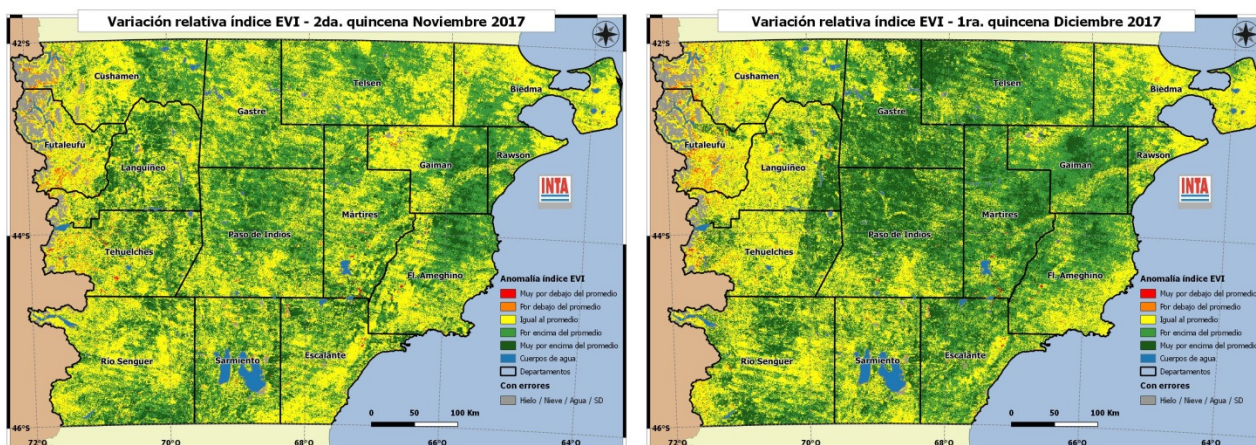 Variación relativa índice EVI - 2da. quincena Noviembre 2017
42°S
Cushamen
Telsen
Biedma
Gastre
Futaleufú
Languiñeo
Gaiman
Rawson
INTA
44°S
Martires
Tehuelches
Paso de Indios
Fl. Ameghino
Anomalía índice EVI
Muy por debajo del promedio
Por debajo del promedio
Igual al promedio
Por encima del promedio
Muy por encima del promedio
Cuerpos de agua
Departamentos
Con errores
Hielo / Nieve / Agua / SD
Río Senguer
Sarmiento
Escalante
0 50 100 Km
46°S
72°O 70°O 68°O 66°O 64°O
Variación relativa índice EVI - 1ra. quincena Diciembre 2017
42°S
Cushamen
Telsen
Biedma
Gastre
Futaleufú
Languiñeo
Gaiman
Rawson
INTA
44°S
Martires
Tehuelches
Paso de Indios
Fl. Ameghino
Anomalía índice EVI
Muy por debajo del promedio
Por debajo del promedio
Igual al promedio
Por encima del promedio
Muy por encima del promedio
Cuerpos de agua
Departamentos
Con errores
Hielo / Nieve / Agua / SD
Río Senguer
Sarmiento
Escalante
0 50 100 Km
46°S
72°O 70°O 68°O 66°O 64°O